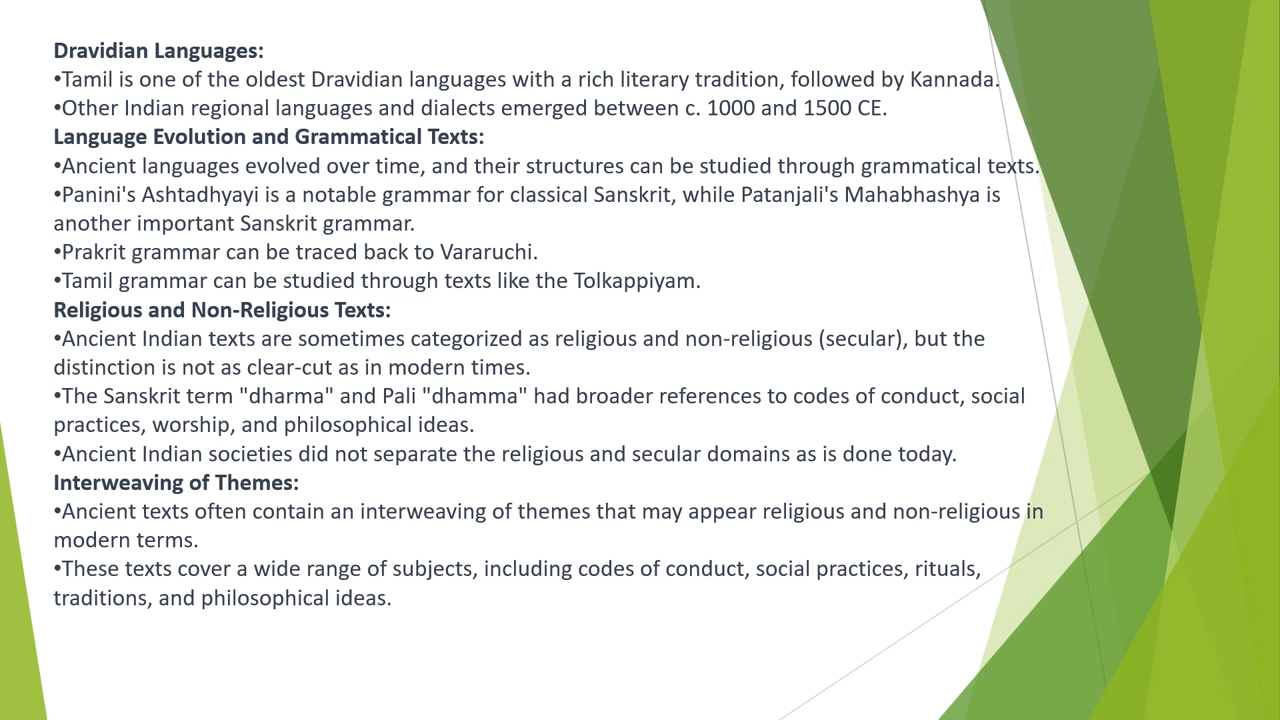 Dravidian Languages:
•Tamil is one of the oldest Dravidian languages with a rich literary tradition, followed by Kannada.
•Other Indian regional languages and dialects emerged between c. 1000 and 1500 CE.
Language Evolution and Grammatical Texts:
•Ancient languages evolved over time, and their structures can be studied through grammatical texts.
•Panini's Ashtadhyayi is a notable grammar for classical Sanskrit, while Patanjali's Mahabhashya is
another important Sanskrit grammar.
•Prakrit grammar can be traced back to Vararuchi.
•Tamil grammar can be studied through texts like the Tolkappiyam.
Religious and Non-Religious Texts:
•Ancient Indian texts are sometimes categorized as religious and non-religious (secular), but the
distinction is not as clear-cut as in modern times.
•The Sanskrit term "dharma" and Pali "dhamma" had broader references to codes of conduct, social
practices, worship, and philosophical ideas.
•Ancient Indian societies did not separate the religious and secular domains as is done today.
Interweaving of Themes:
•Ancient texts often contain an interweaving of themes that may appear religious and non-religious in
modern terms.
•These texts cover a wide range of subjects, including codes of conduct, social practices, rituals,
traditions, and philosophical ideas.